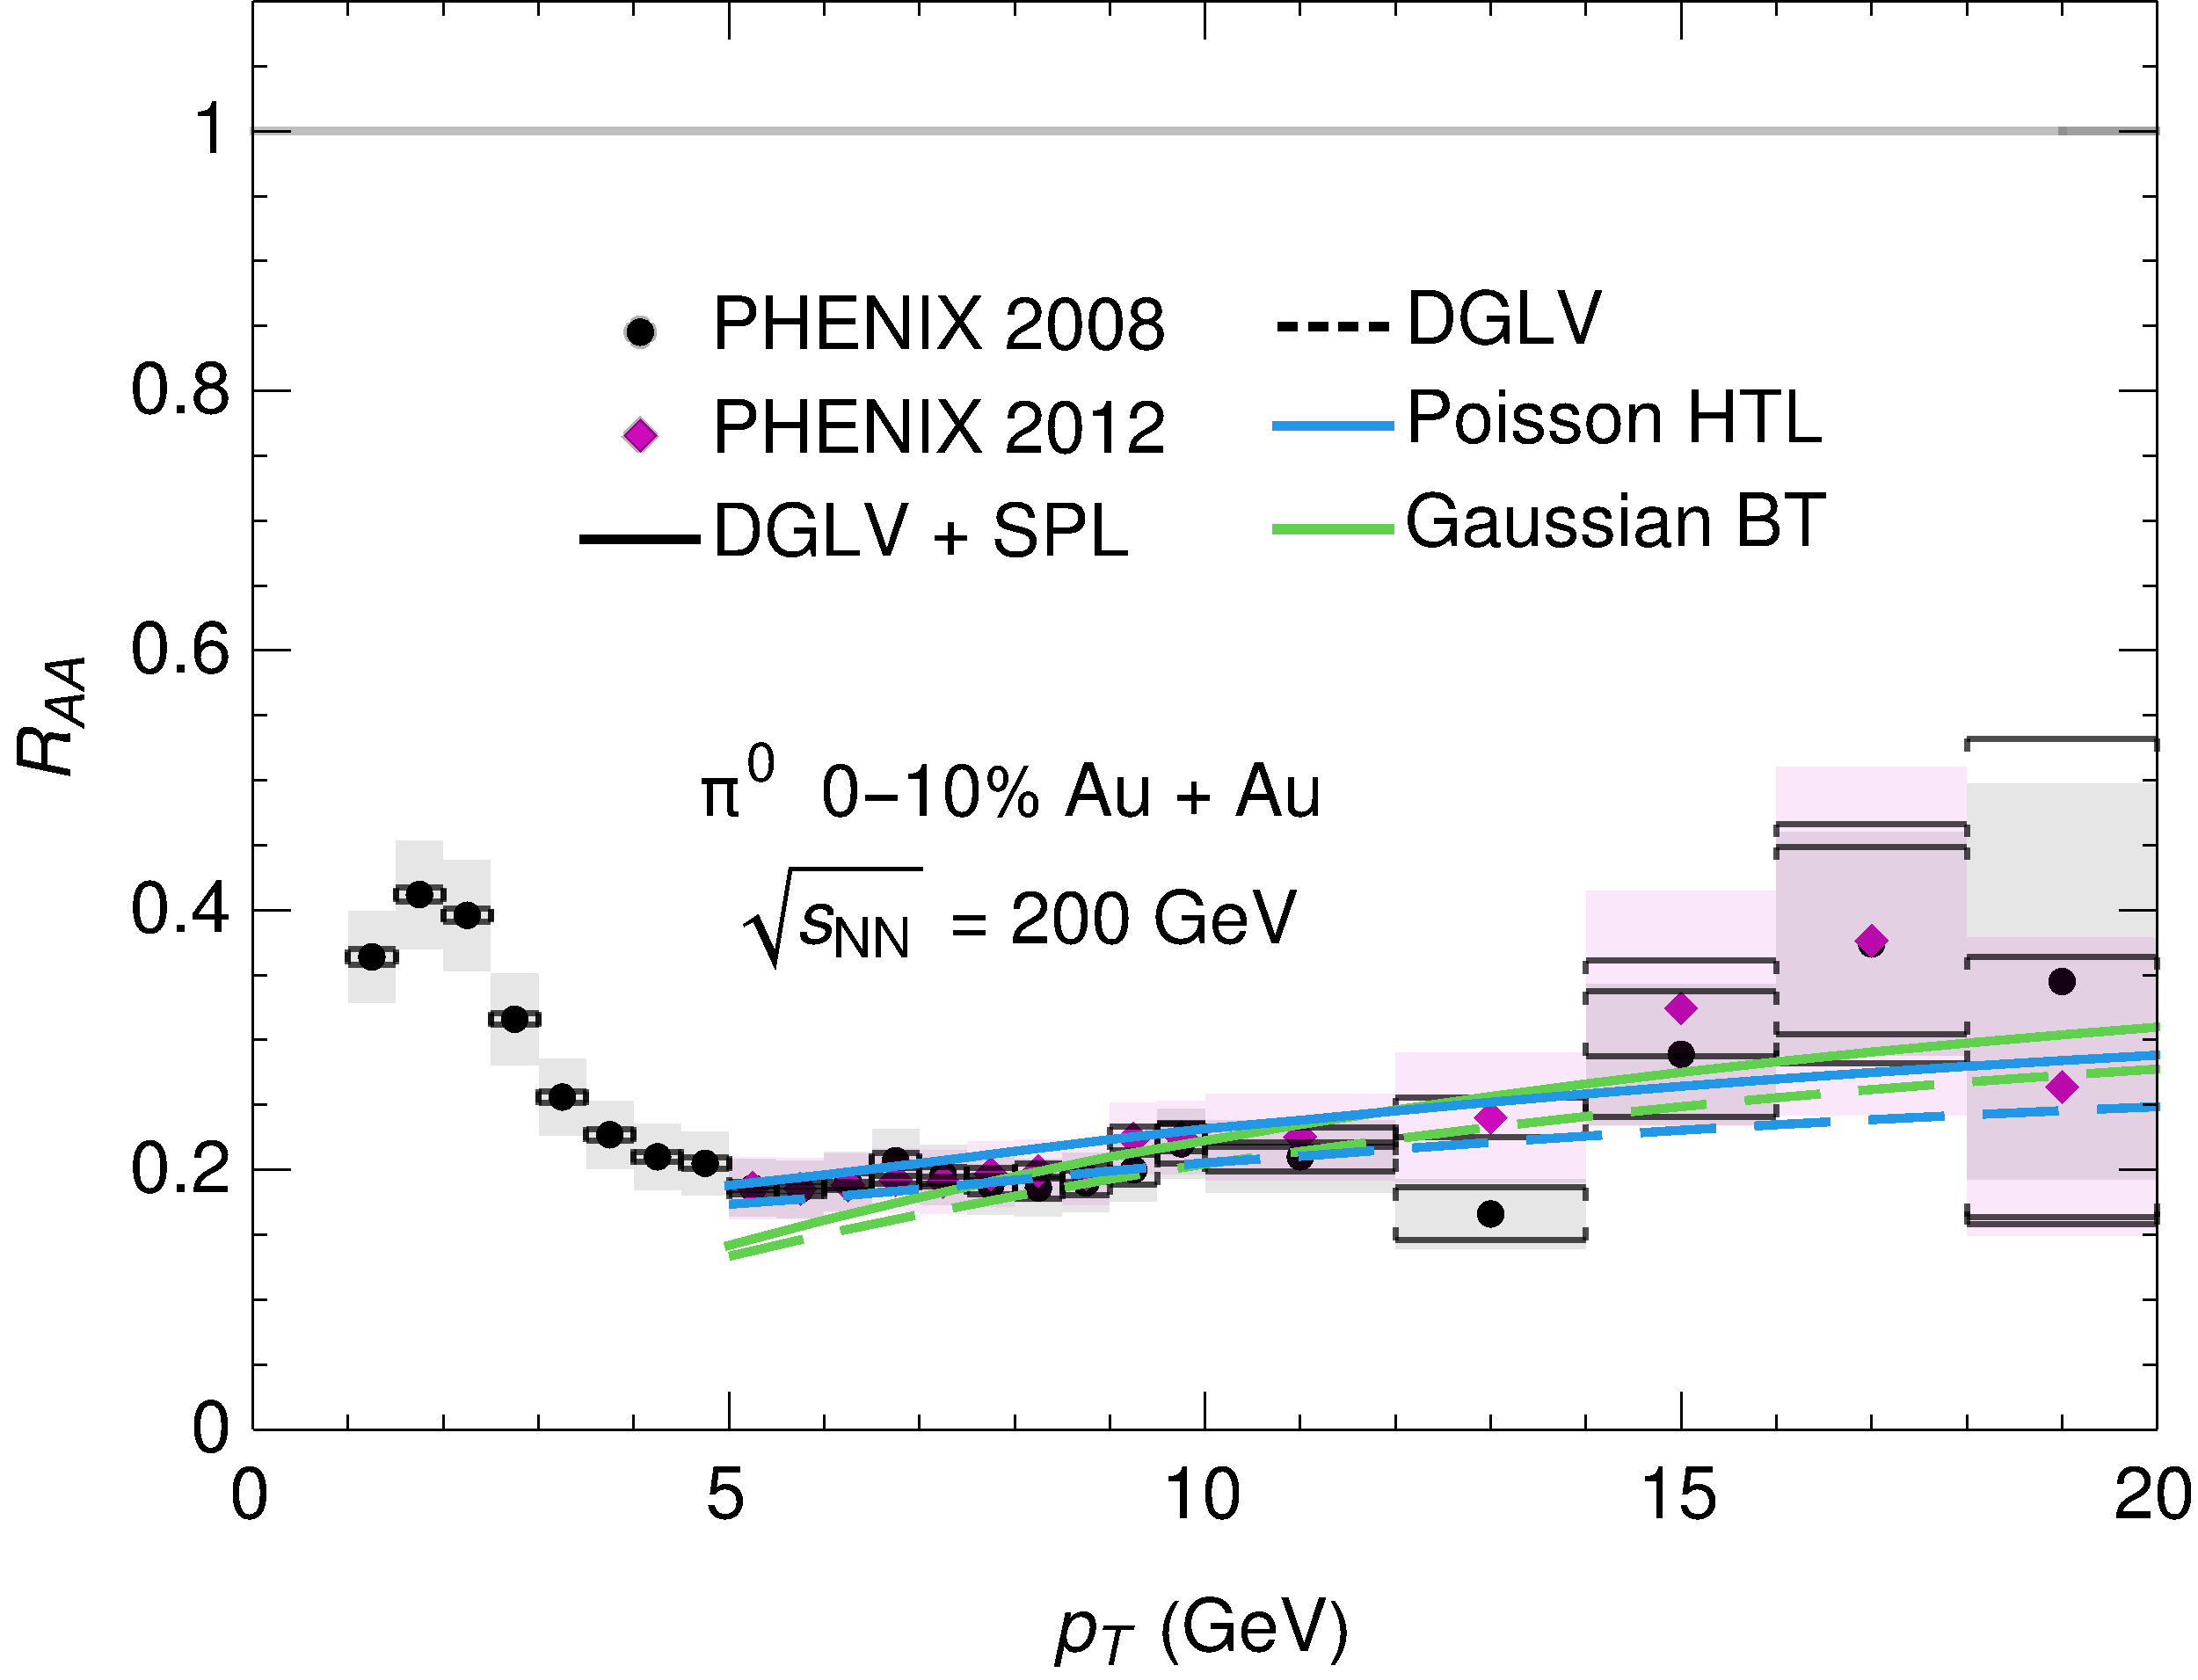 1
0.8
0.6
0.4
0.2
0
R_AA
PHENIX 2008
PHENIX 2012
DGLV + SPL
DGLV
Poisson HTL
Gaussian BT
π⁰ 0–10% Au + Au
√s_NN = 200 GeV
0 5 10 15 20
p_T (GeV)